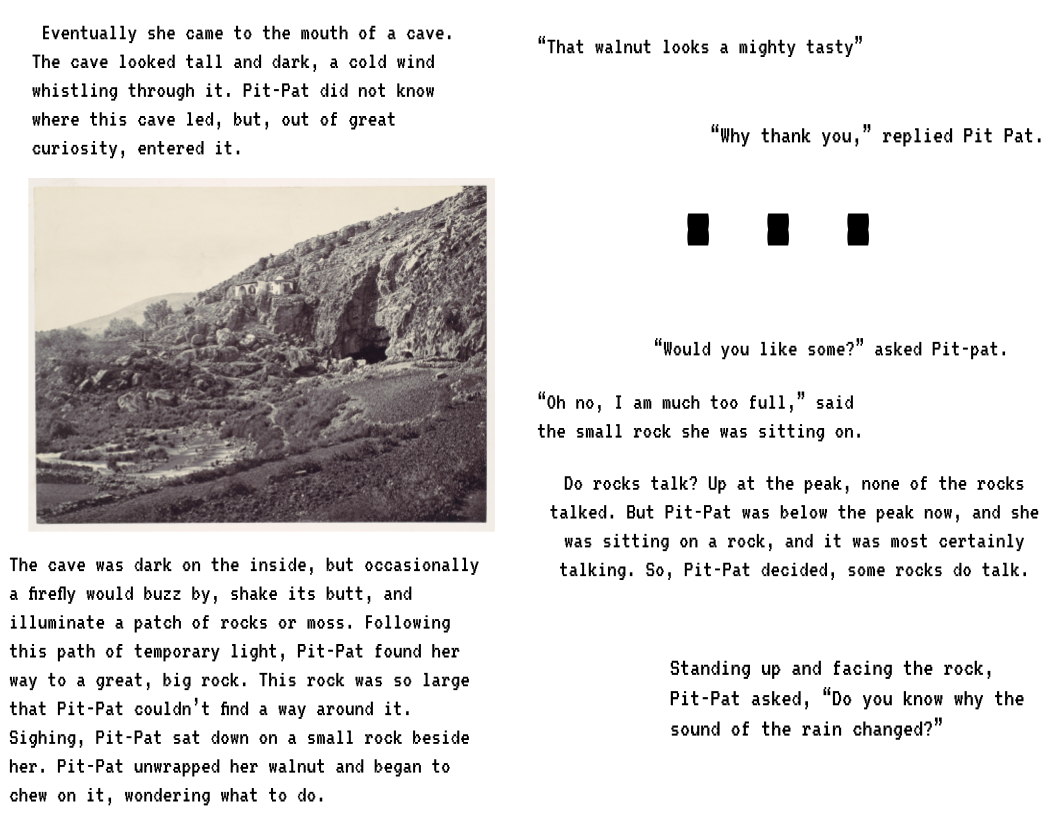 Eventually she came to the mouth of a cave.
The cave looked tall and dark, a cold wind
whistling through it. Pit-Pat did not know
where this cave led, but, out of great
curiosity, entered it.
The cave was dark on the inside, but occasionally
a firefly would buzz by, shake its butt, and
illuminate a patch of rocks or moss. Following
this path of temporary light, Pit-Pat found her
way to a great, big rock. This rock was so large
that Pit-Pat couldn’t find a way around it.
Sighing, Pit-Pat sat down on a small rock beside
her. Pit-Pat unwrapped her walnut and began to
chew on it, wondering what to do.
“That walnut looks a mighty tasty”
“Why thank you,” replied Pit Pat.
“Would you like some?” asked Pit-pat.
“Oh no, I am much too full,” said
the small rock she was sitting on.
Do rocks talk? Up at the peak, none of the rocks
talked. But Pit-Pat was below the peak now, and she
was sitting on a rock, and it was most certainly
talking. So, Pit-Pat decided, some rocks do talk.
Standing up and facing the rock,
Pit-Pat asked, “Do you know why the
sound of the rain changed?”